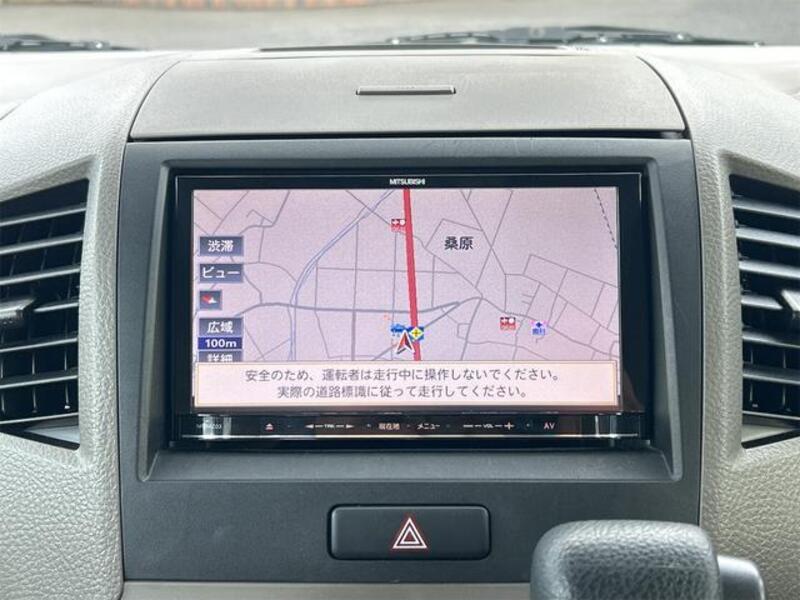 MITSUBISHI
渋滞
桑原
ビュー
広域
100m
詳細
安全のため、運転者は走行中に操作しないでください。
実際の道路標識に従って走行してください。
TRK
現在地
メニュー
VOL
AV